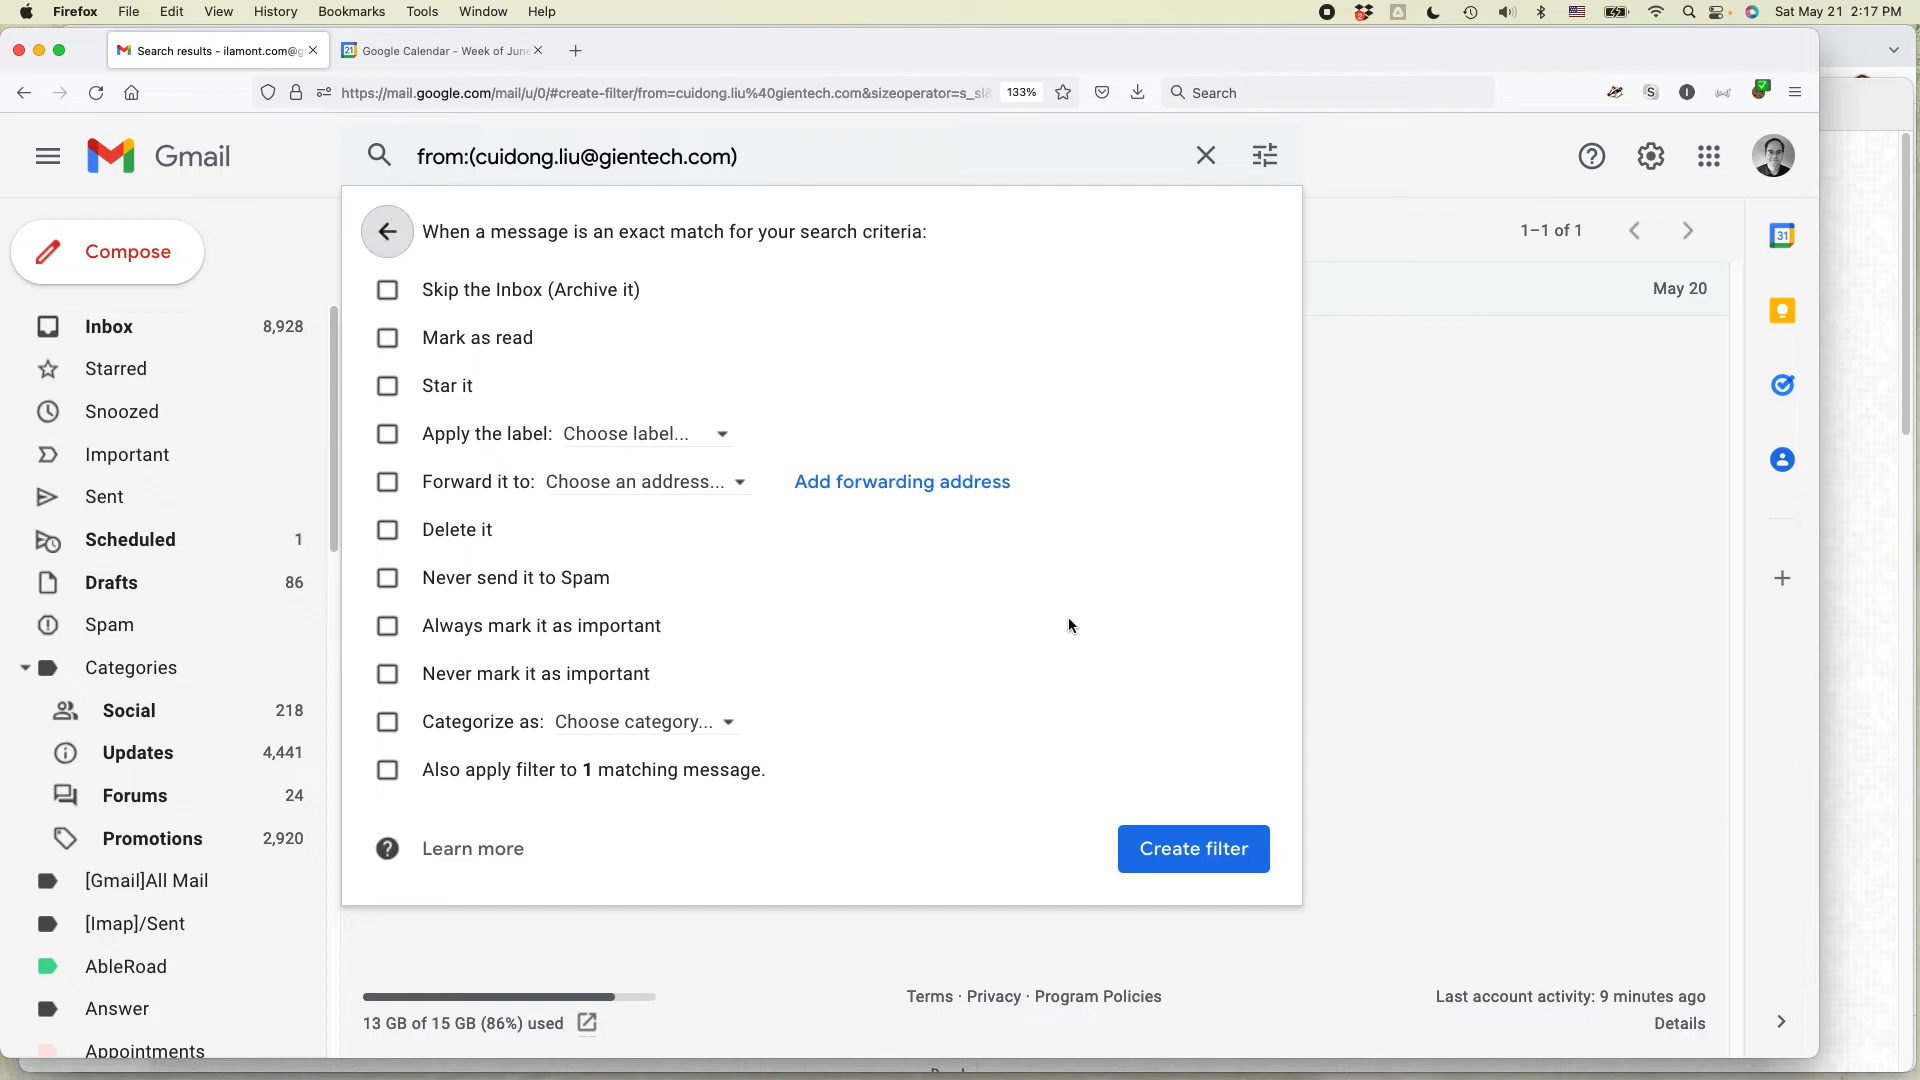 Firefox File Edit View History Bookmarks Tools Window Help Sat May 21 2:17 PM
Search results - ilamont.com@g Google Calendar - Week of June
https://mail.google.com/mail/u/0/#create-filter/from=cuidong.liu%40gientech.com&sizeoperator=s_sl& 133% Search
Gmail from:(cuidong.liu@gientech.com)
When a message is an exact match for your search criteria:
1–1 of 1
Compose
Skip the Inbox (Archive it)
May 20
Inbox 8,928
Mark as read
Starred
Star it
Snoozed
Apply the label: Choose label...
Important
Forward it to: Choose an address... Add forwarding address
Sent
Delete it
Scheduled 1
Never send it to Spam
Drafts 86
Always mark it as important
Spam
Never mark it as important
Categories
Categorize as: Choose category...
Social 218
Updates 4,441
Also apply filter to 1 matching message.
Forums 24
Promotions 2,920
Learn more Create filter
[Gmail]All Mail
[Imap]/Sent
AbleRoad
Answer
Appointments
13 GB of 15 GB (86%) used
Terms · Privacy · Program Policies
Last account activity: 9 minutes ago
Details